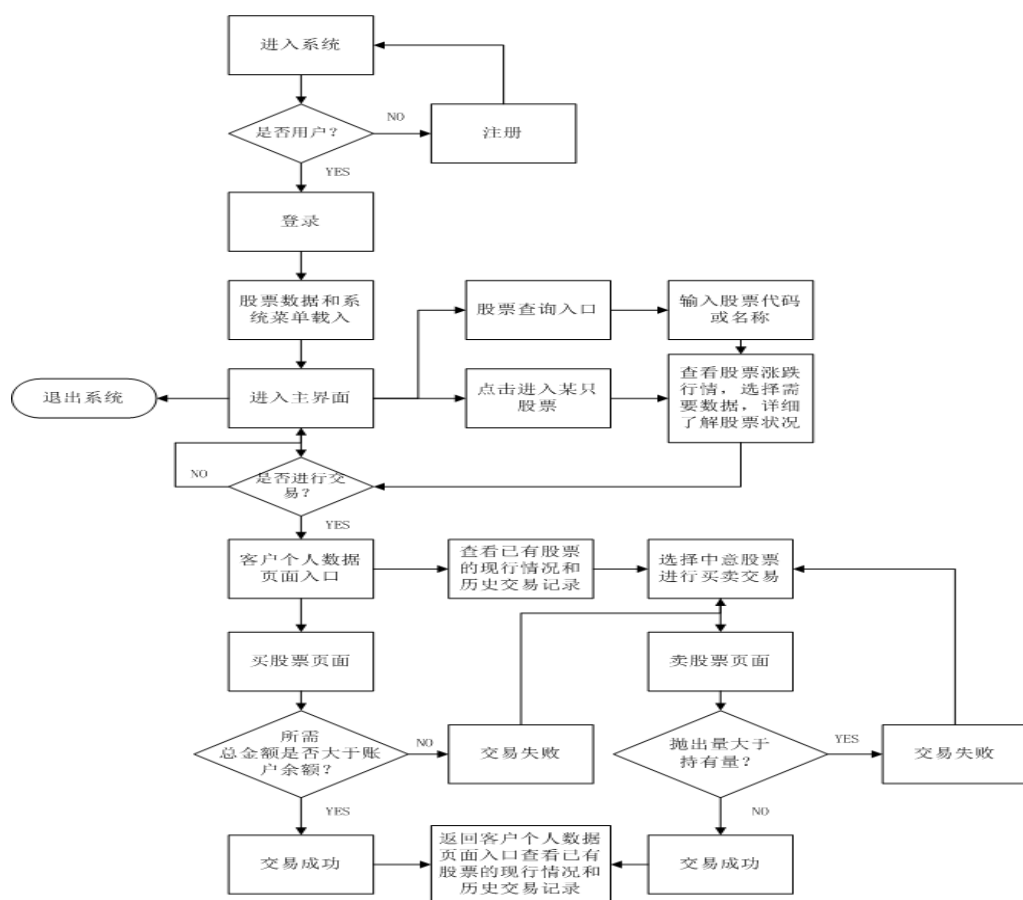 进入系统
是否用户？
NO
注册
YES
登录
股票数据和系
统菜单载入
股票查询入口
输入股票代码
或名称
退出系统
进入主界面
点击进入某只
股票
查看股票涨跌
行情，选择需
要数据，详细
了解股票状况
NO
是否进行交
易？
YES
客户个人数据
页面入口
查看已有股票
的现行情况和
历史交易记录
选择中意股票
进行买卖交易
买股票页面
卖股票页面
所需
总金额是否大于账
户余额？
NO
交易失败
抛出量大于
持有量？
YES
交易失败
YES
NO
交易成功
返回客户个人数据
页面入口查看已有
股票的现行情况和
历史交易记录
交易成功